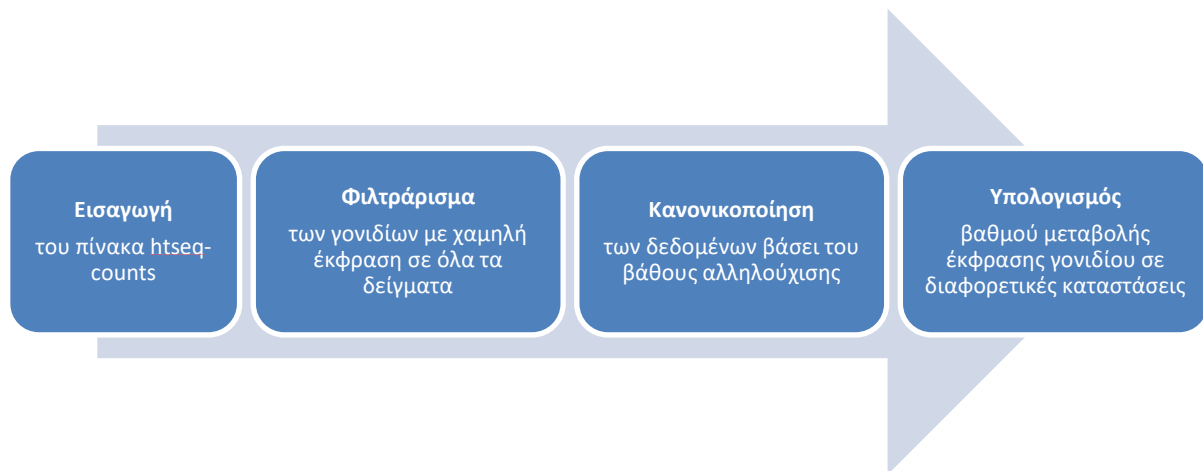 Εισαγωγή
του πίνακα htseq-
counts
Φιλτράρισμα
των γονιδίων με χαμηλή
έκφραση σε όλα τα
δείγματα
Κανονικοποίηση
των δεδομένων βάσει του
βάθους αλληλούχισης
Υπολογισμός
βαθμού μεταβολής
έκφρασης γονιδίου σε
διαφορετικές καταστάσεις